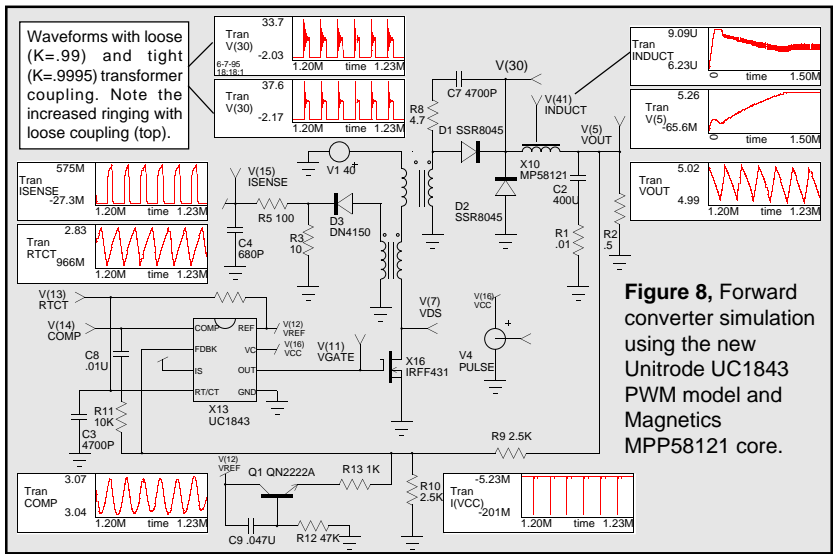 Waveforms with loose
(K=.99) and tight
(K=.9995) transformer
coupling. Note the
increased ringing with
loose coupling (top).
33.7
Tran
V(30)
-2.03
6-7-95
18:18:1
1.20M time 1.23M
37.6
Tran
V(30)
-2.17
1.20M time 1.23M
9.09U
Tran
INDUCT
6.23U
0 time 1.50M
5.26
Tran
V(5)
-65.6M
0 time 1.50M
5.02
Tran
VOUT
4.99
1.20M time 1.23M
575M
Tran
ISENSE
-27.3M
1.20M time 1.23M
2.83
Tran
RTCT
966M
1.20M time 1.23M
C7 4700P
V(30)
R8
4.7
D1 SSR8045
V(41)
INDUCT
V(5)
VOUT
X10
MP58121
C2
400U
D2
SSR8045
R1
.01
R2
.5
V1 40
+
V(15)
ISENSE
R5 100
D3
DN4150
C4
680P
R3
10
V(13)
RTCT
V(14)
COMP
C8
.01U
COMP REF
FDBK VC
IS OUT
RT/CT GND
X13
UC1843
V(12)
VREF
V(16)
VCC
V(11)
VGATE
V(7)
VDS
X16
IRFF431
V(16)
VCC
+
V4
PULSE
R11
10K
C3
4700P
R9 2.5K
V(12)
VREF
Q1 QN2222A
R13 1K
R10
2.5K
C9 .047U
R12 47K
3.07
Tran
COMP
3.04
1.20M time 1.23M
-5.23M
Tran
I(VCC)
-201M
1.20M time 1.23M
Figure 8, Forward
converter simulation
using the new
Unitrode UC1843
PWM model and
Magnetics
MPP58121 core.